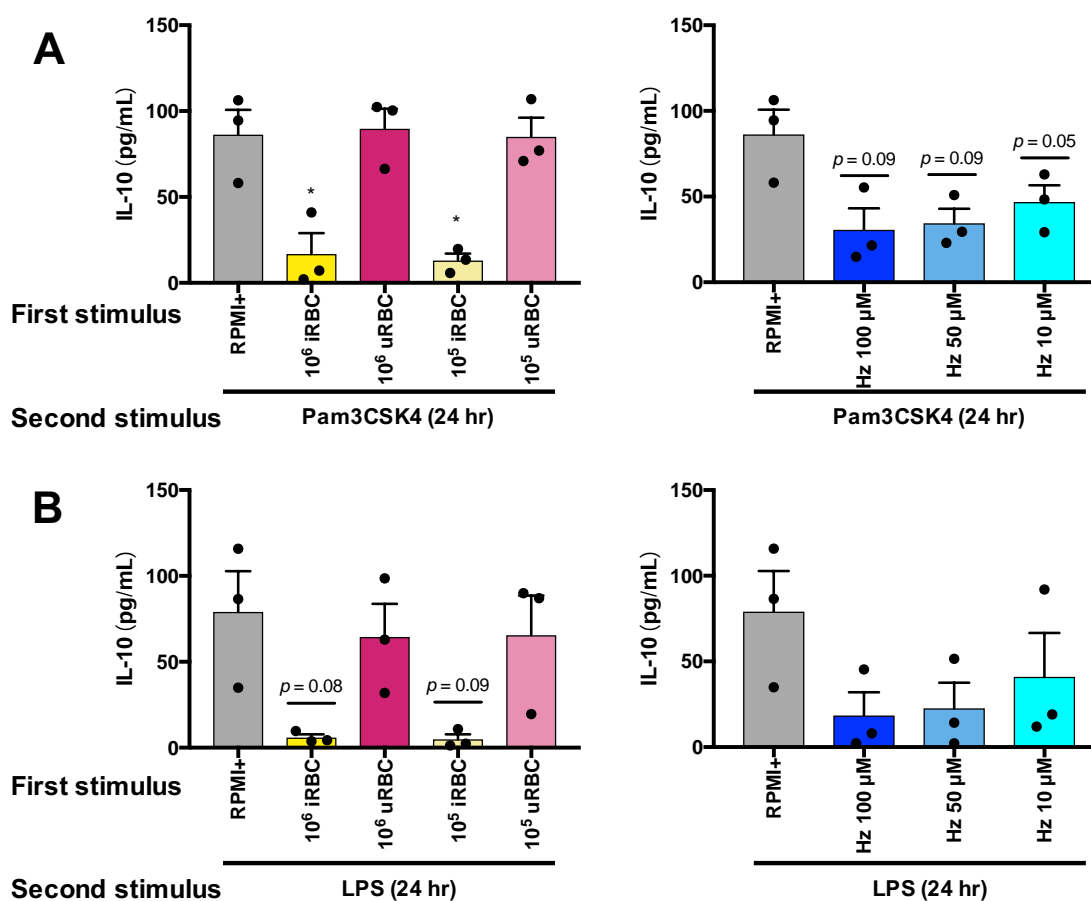 A
IL-10 (pg/mL)
150
100
50
0
*
*
First stimulus
RPMI+
10⁶ iRBC
10⁶ uRBC
10⁵ iRBC
10⁵ uRBC
Second stimulus
Pam3CSK4 (24 hr)
IL-10 (pg/mL)
150
100
50
0
p = 0.09
p = 0.09
p = 0.05
RPMI+
Hz 100 µM
Hz 50 µM
Hz 10 µM
Pam3CSK4 (24 hr)
B
IL-10 (pg/mL)
150
100
50
0
p = 0.08
p = 0.09
First stimulus
RPMI+
10⁶ iRBC
10⁶ uRBC
10⁵ iRBC
10⁵ uRBC
Second stimulus
LPS (24 hr)
IL-10 (pg/mL)
150
100
50
0
RPMI+
Hz 100 µM
Hz 50 µM
Hz 10 µM
LPS (24 hr)